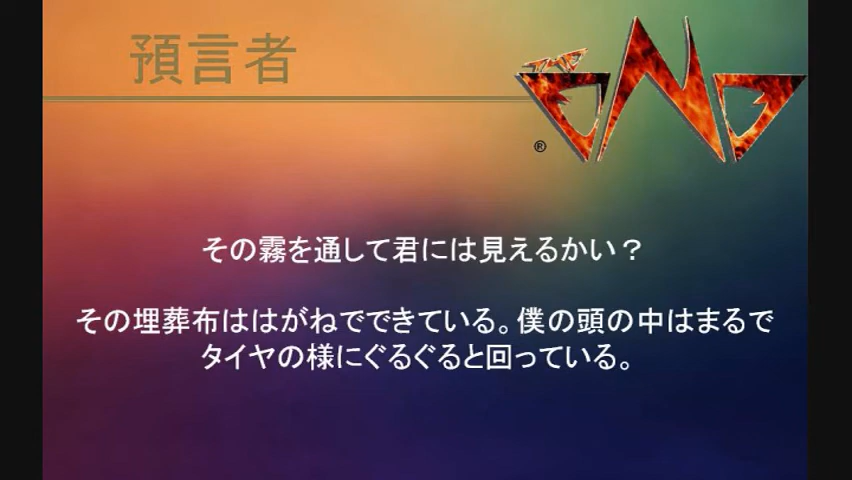 預言者
®
その霧を通して君には見えるかい？
その埋葬布ははがねでできている。僕の頭の中はまるで
タイヤの様にぐるぐると回っている。